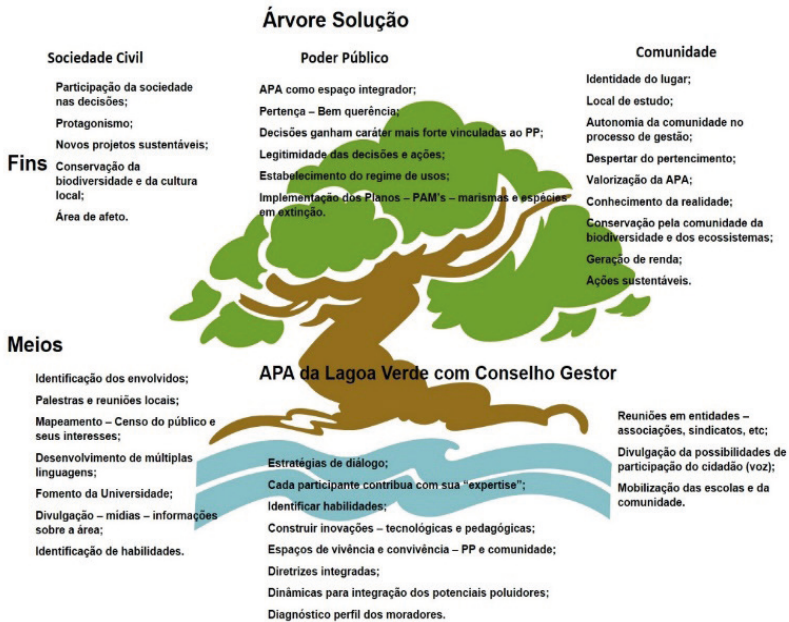 Árvore Solução
Sociedade Civil
Participação da sociedade
nas decisões;
Protagonismo;
Novos projetos sustentáveis;
Conservação da
biodiversidade e da cultura
local;
Área de afeto.
Poder Público
APA como espaço integrador;
Pertença – Bem querência;
Decisões ganham caráter mais forte vinculadas ao PP;
Legitimidade das decisões e ações;
Estabelecimento do regime de usos;
Implementação dos Planos – PAM's – marismas e espécies
em extinção.
Comunidade
Identidade do lugar;
Local de estudo;
Autonomia da comunidade no
processo de gestão;
Despertar do pertencimento;
Valorização da APA;
Conhecimento da realidade;
Conservação pela comunidade da
biodiversidade e dos ecossistemas;
Geração de renda;
Ações sustentáveis.
Fins
Meios
APA da Lagoa Verde com Conselho Gestor
Identificação dos envolvidos;
Palestras e reuniões locais;
Mapeamento – Censo do público e
seus interesses;
Desenvolvimento de múltiplas
linguagens;
Fomento da Universidade;
Divulgação – mídias – informações
sobre a área;
Identificação de habilidades.
Estratégias de diálogo;
Cada participante contribua com sua “expertise”;
Identificar habilidades;
Construir inovações – tecnológicas e pedagógicas;
Espaços de vivência e convivência – PP e comunidade;
Diretrizes integradas;
Dinâmicas para integração dos potenciais poluidores;
Diagnóstico perfil dos moradores.
Reuniões em entidades –
associações, sindicatos, etc;
Divulgação da possibilidades de
participação do cidadão (voz);
Mobilização das escolas e da
comunidade.